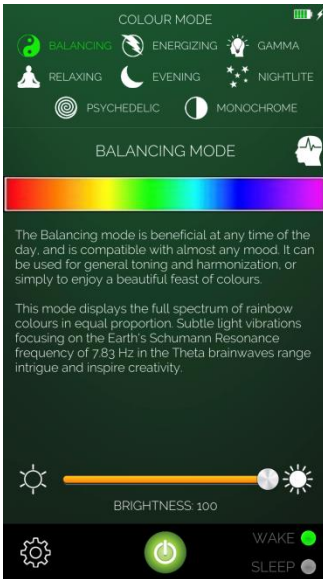 COLOUR MODE
BALANCING ENERGIZING GAMMA
RELAXING EVENING NIGHTLITE
PSYCHEDELIC MONOCHROME
BALANCING MODE
The Balancing mode is beneficial at any time of the
day, and is compatible with almost any mood. It can
be used for general toning and harmonization, or
simply to enjoy a beautiful feast of colours.
This mode displays the full spectrum of rainbow
colours in equal proportion. Subtle light vibrations
focusing on the Earth's Schumann Resonance
frequency of 7.83 Hz in the Theta brainwaves range
intrigue and inspire creativity.
BRIGHTNESS: 100
WAKE
SLEEP